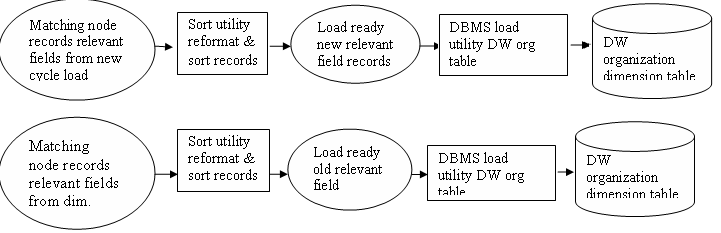 Matching node
records relevant
fields from new
cycle load
Sort utility
reformat &
sort records
Load ready
new relevant
field records
DBMS load
utility DW org
table
DW
organization
dimension table
Matching
node records
relevant fields
from dim.
Sort utility
reformat &
sort records
Load ready
old relevant
field
DBMS load
utility DW org
table
DW
organization
dimension table